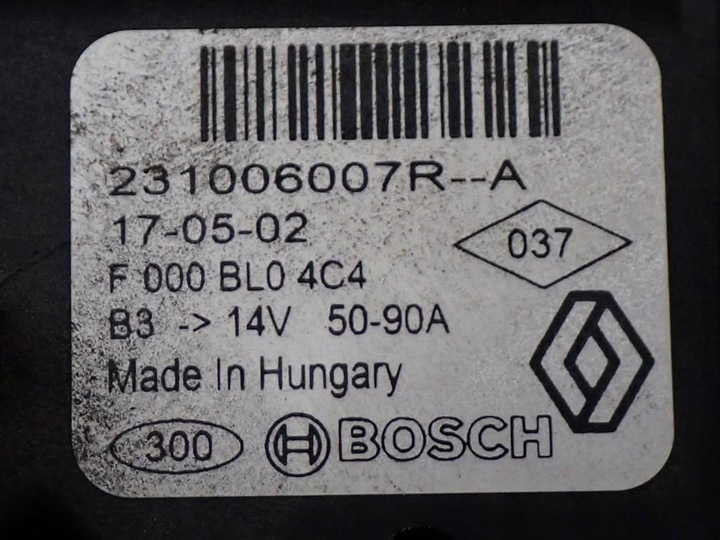 231006007R--A
17-05-02
037
F 000 BL0 4C4
B3 -> 14V 50-90A
Made In Hungary
300 BOSCH